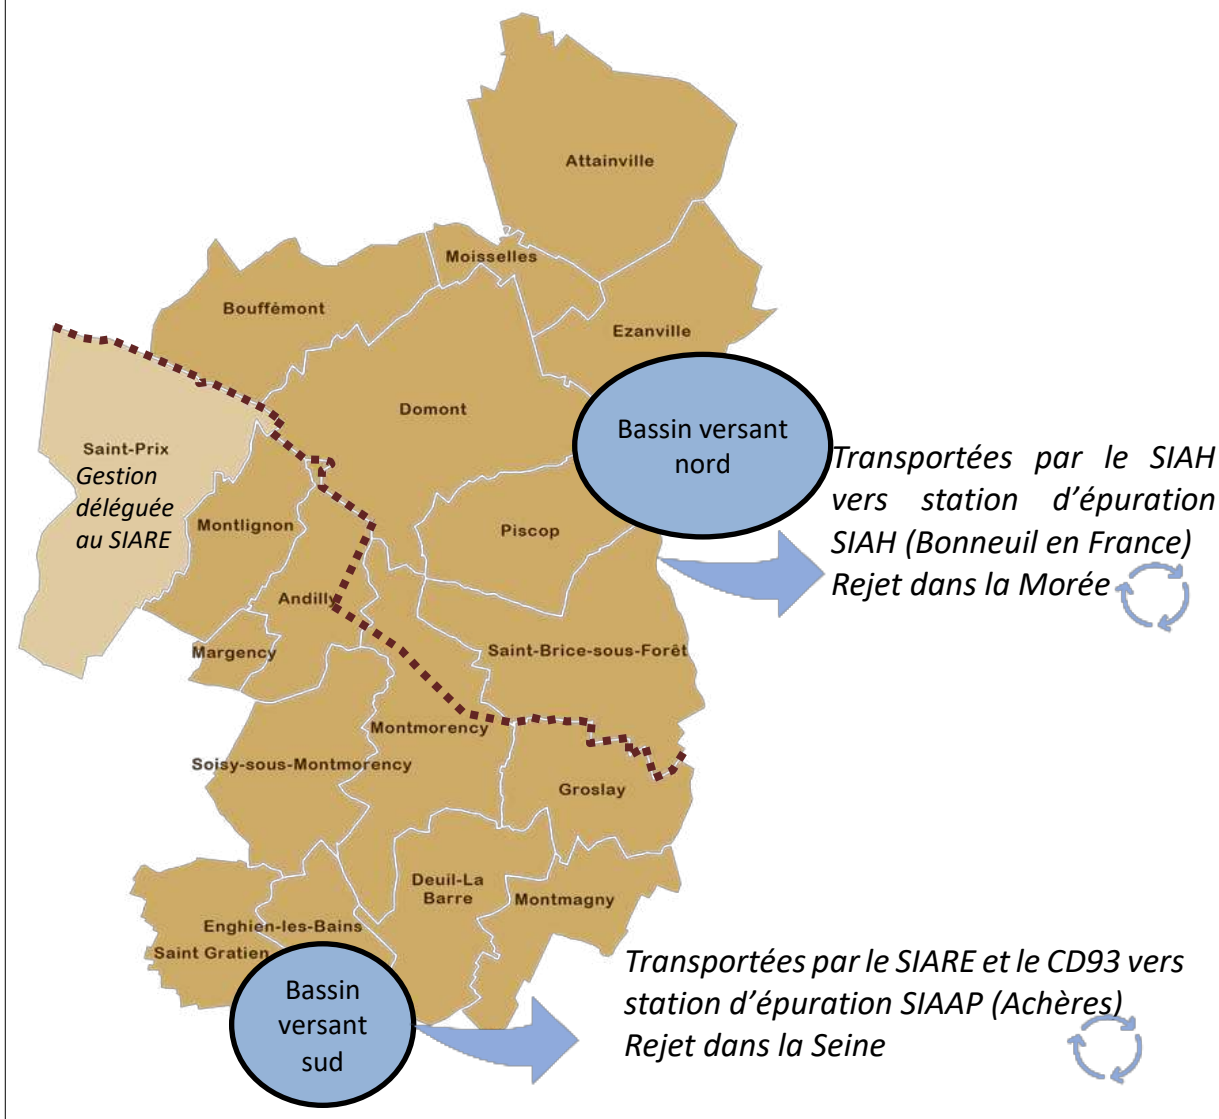 Attainville
Moisselles
Bouffémont
Ezanville
Domont
Bassin versant
nord
Saint-Prix
Gestion
déléguée
au SIARE
Transportées par le SIAH
vers station d’épuration
SIAH (Bonneuil en France)
Rejet dans la Morée
Montlignon
Piscop
Andilly
Margency
Saint-Brice-sous-Forêt
Montmorency
Soisy-sous-Montmorency
Groslay
Deuil-La
Barre
Montmagny
Enghien-les-Bains
Saint Gratien
Bassin
versant
sud
Transportées par le SIARE et le CD93 vers
station d’épuration SIAAP (Achères)
Rejet dans la Seine